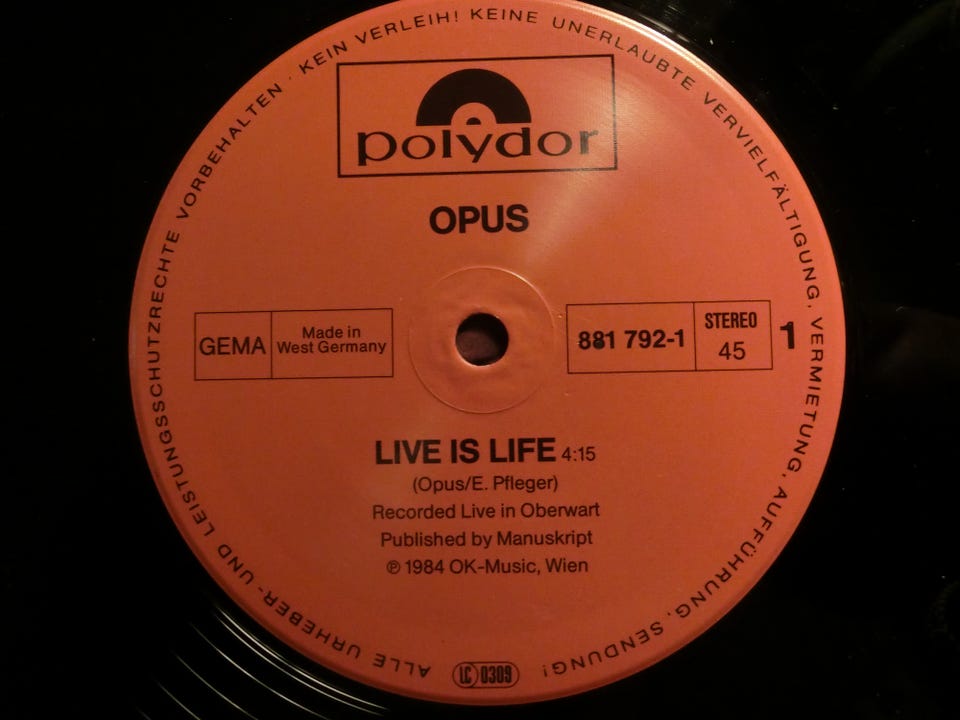 ALLE URHEBER- UND LEISTUNGSSCHUTZRECHTE VORBEHALTEN · KEIN VERLEIH! KEINE UNERLAUBTE VERVIELFÄLTIGUNG, VERMIETUNG, AUFFÜHRUNG, SENDUNG!
polydor
OPUS
GEMA
Made in
West Germany
881 792-1
STEREO
45
1
LIVE IS LIFE 4:15
(Opus/E. Pfleger)
Recorded Live in Oberwart
Published by Manuskript
℗ 1984 OK-Music, Wien
LC 0309